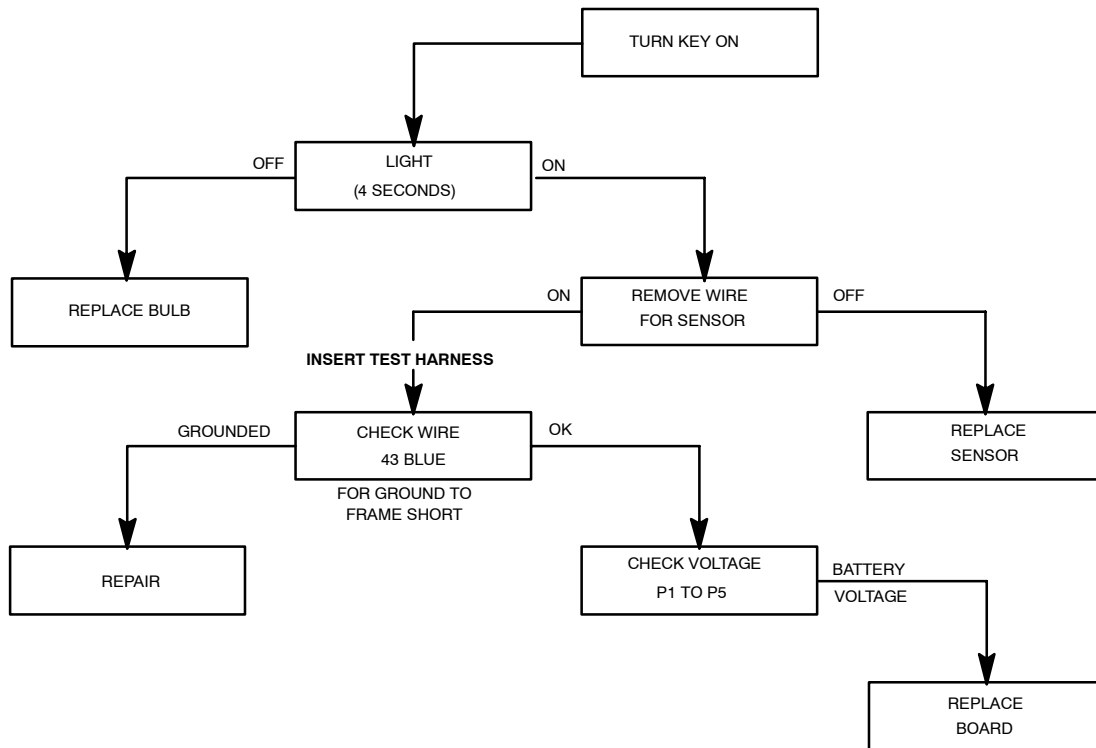 TURN KEY ON
OFF
LIGHT
(4 SECONDS)
ON
REPLACE BULB
ON
REMOVE WIRE
FOR SENSOR
OFF
INSERT TEST HARNESS
GROUNDED
CHECK WIRE
43 BLUE
OK
REPLACE
SENSOR
FOR GROUND TO
FRAME SHORT
REPAIR
CHECK VOLTAGE
P1 TO P5
BATTERY
VOLTAGE
REPLACE
BOARD